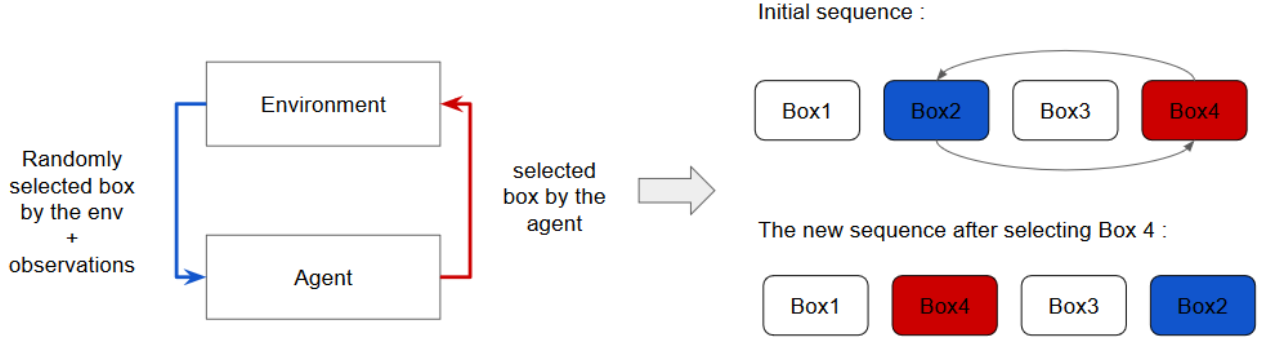 Environment
Randomly
selected box
by the env
+
observations
Agent
selected
box by the
agent
Initial sequence :
Box1 Box2 Box3 Box4
The new sequence after selecting Box 4 :
Box1 Box4 Box3 Box2